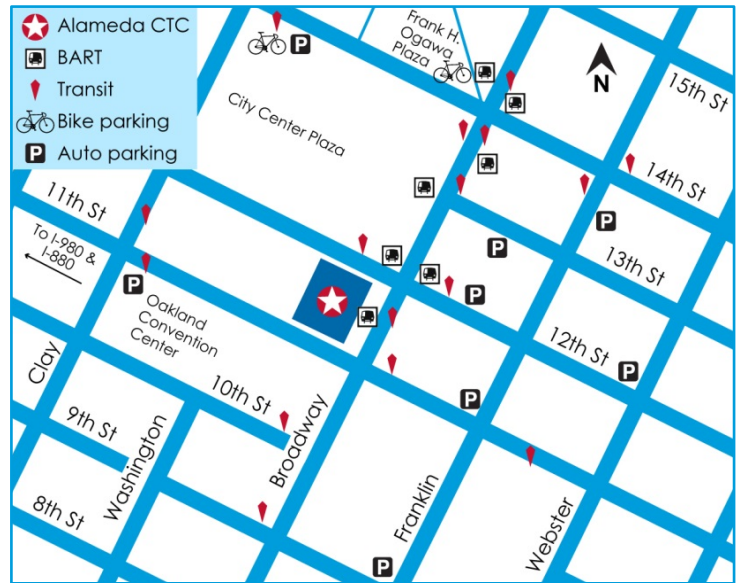 Alameda CTC
BART
Transit
Bike parking
P Auto parking
P
Frank H.
Ogawa
Plaza
N
15th St
City Center Plaza
14th St
11th St
P
13th St
To I-980 &
I-880
P
P
P
Oakland
Convention
Center
12th St
P
Clay
10th St
P
9th St
Washington
Broadway
Franklin
Webster
8th St
P